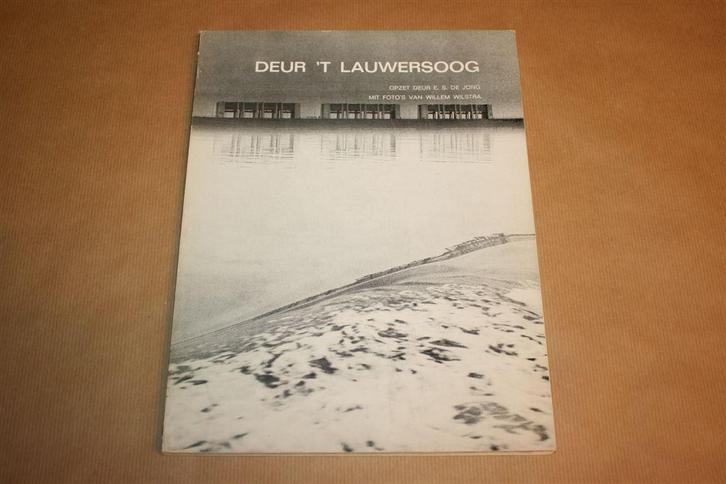 DEUR 'T LAUWERSOOG
OPZET DEUR E. S. DE JONG
MIT FOTO'S VAN WILLEM WILSTRA